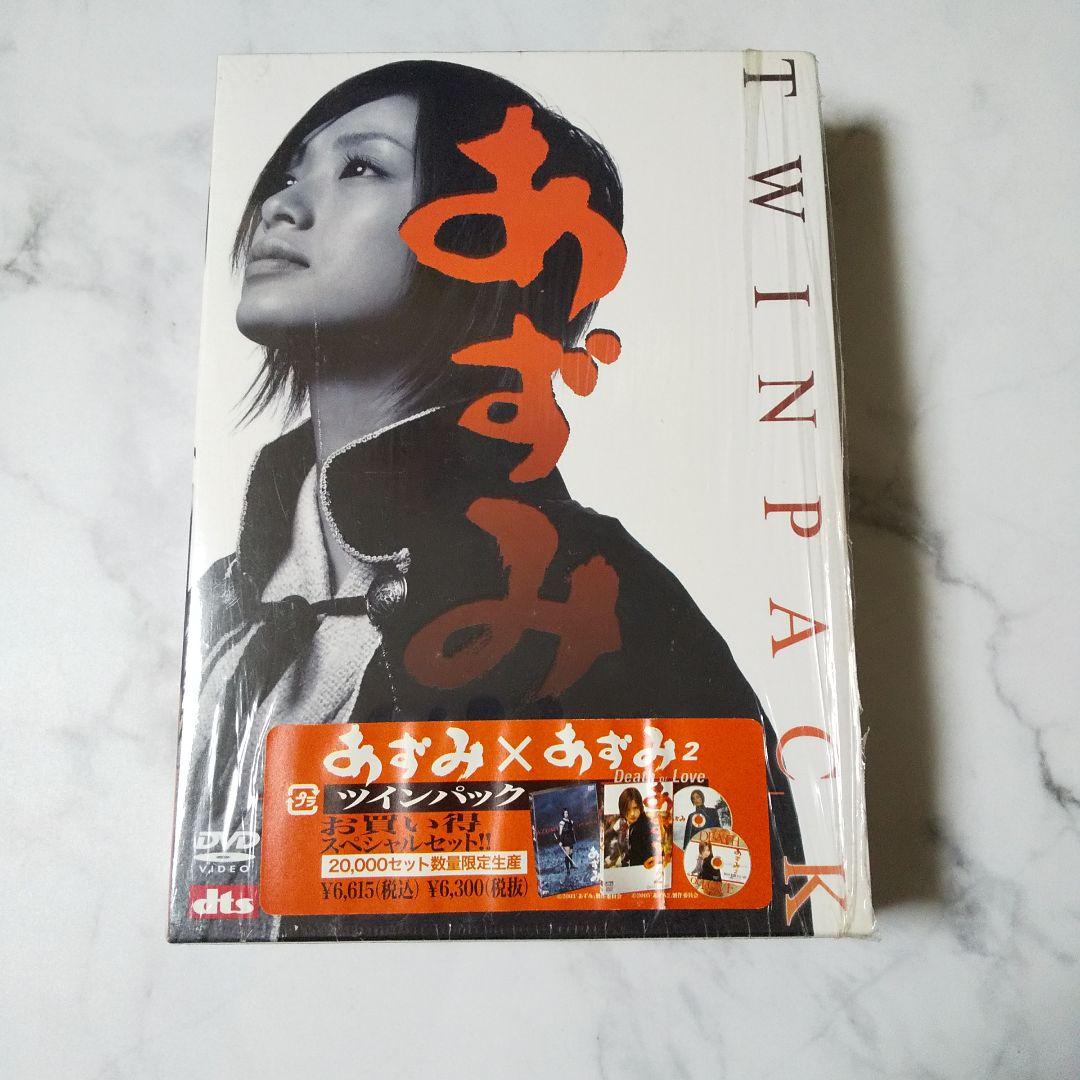 あずみ
TWINPACK
あずみ×あずみ2
Death or Love
プラ
ツインパック
お買い得
スペシャルセット!!
20,000セット数量限定生産
¥6,615(税込) ¥6,300(税抜)
DVD
VIDEO
dts